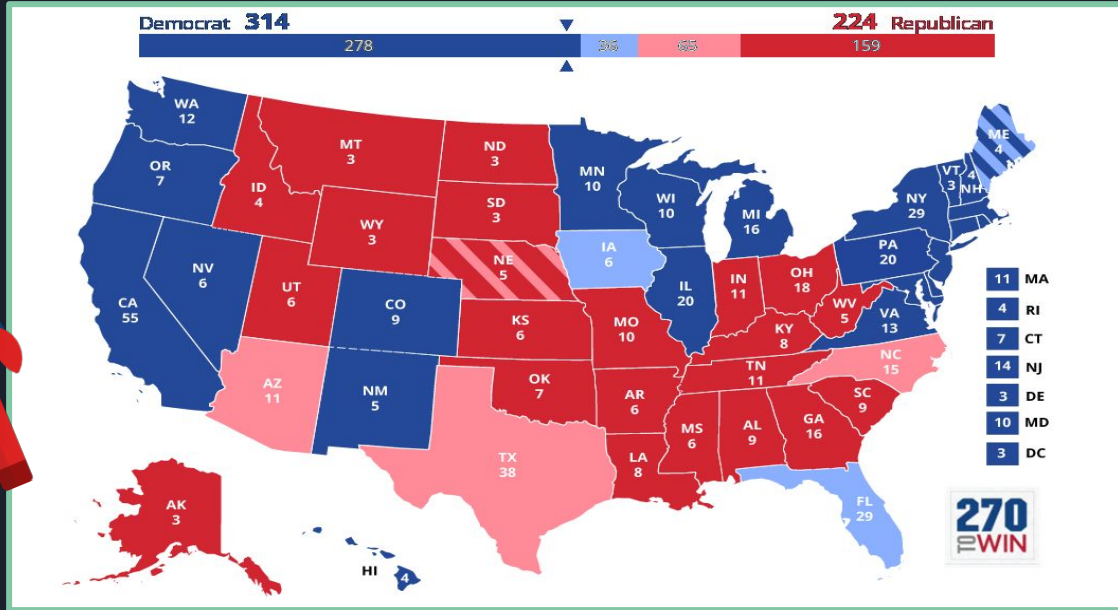 Democrat 314
224 Republican
278
36
65
159
WA
12
OR
7
CA
55
NV
6
ID
4
MT
3
WY
3
UT
6
AZ
11
CO
9
NM
5
ND
3
SD
3
NE
5
KS
6
OK
7
TX
38
MN
10
IA
6
MO
10
AR
6
LA
8
WI
10
IL
20
MI
16
IN
11
OH
18
KY
8
TN
11
MS
6
AL
9
GA
16
FL
29
SC
9
NC
15
VA
13
WV
5
PA
20
NY
29
VT
3
4
NH
ME
4
AK
3
HI
4
11 MA
4 RI
7 CT
14 NJ
3 DE
10 MD
3 DC
270
TO WIN